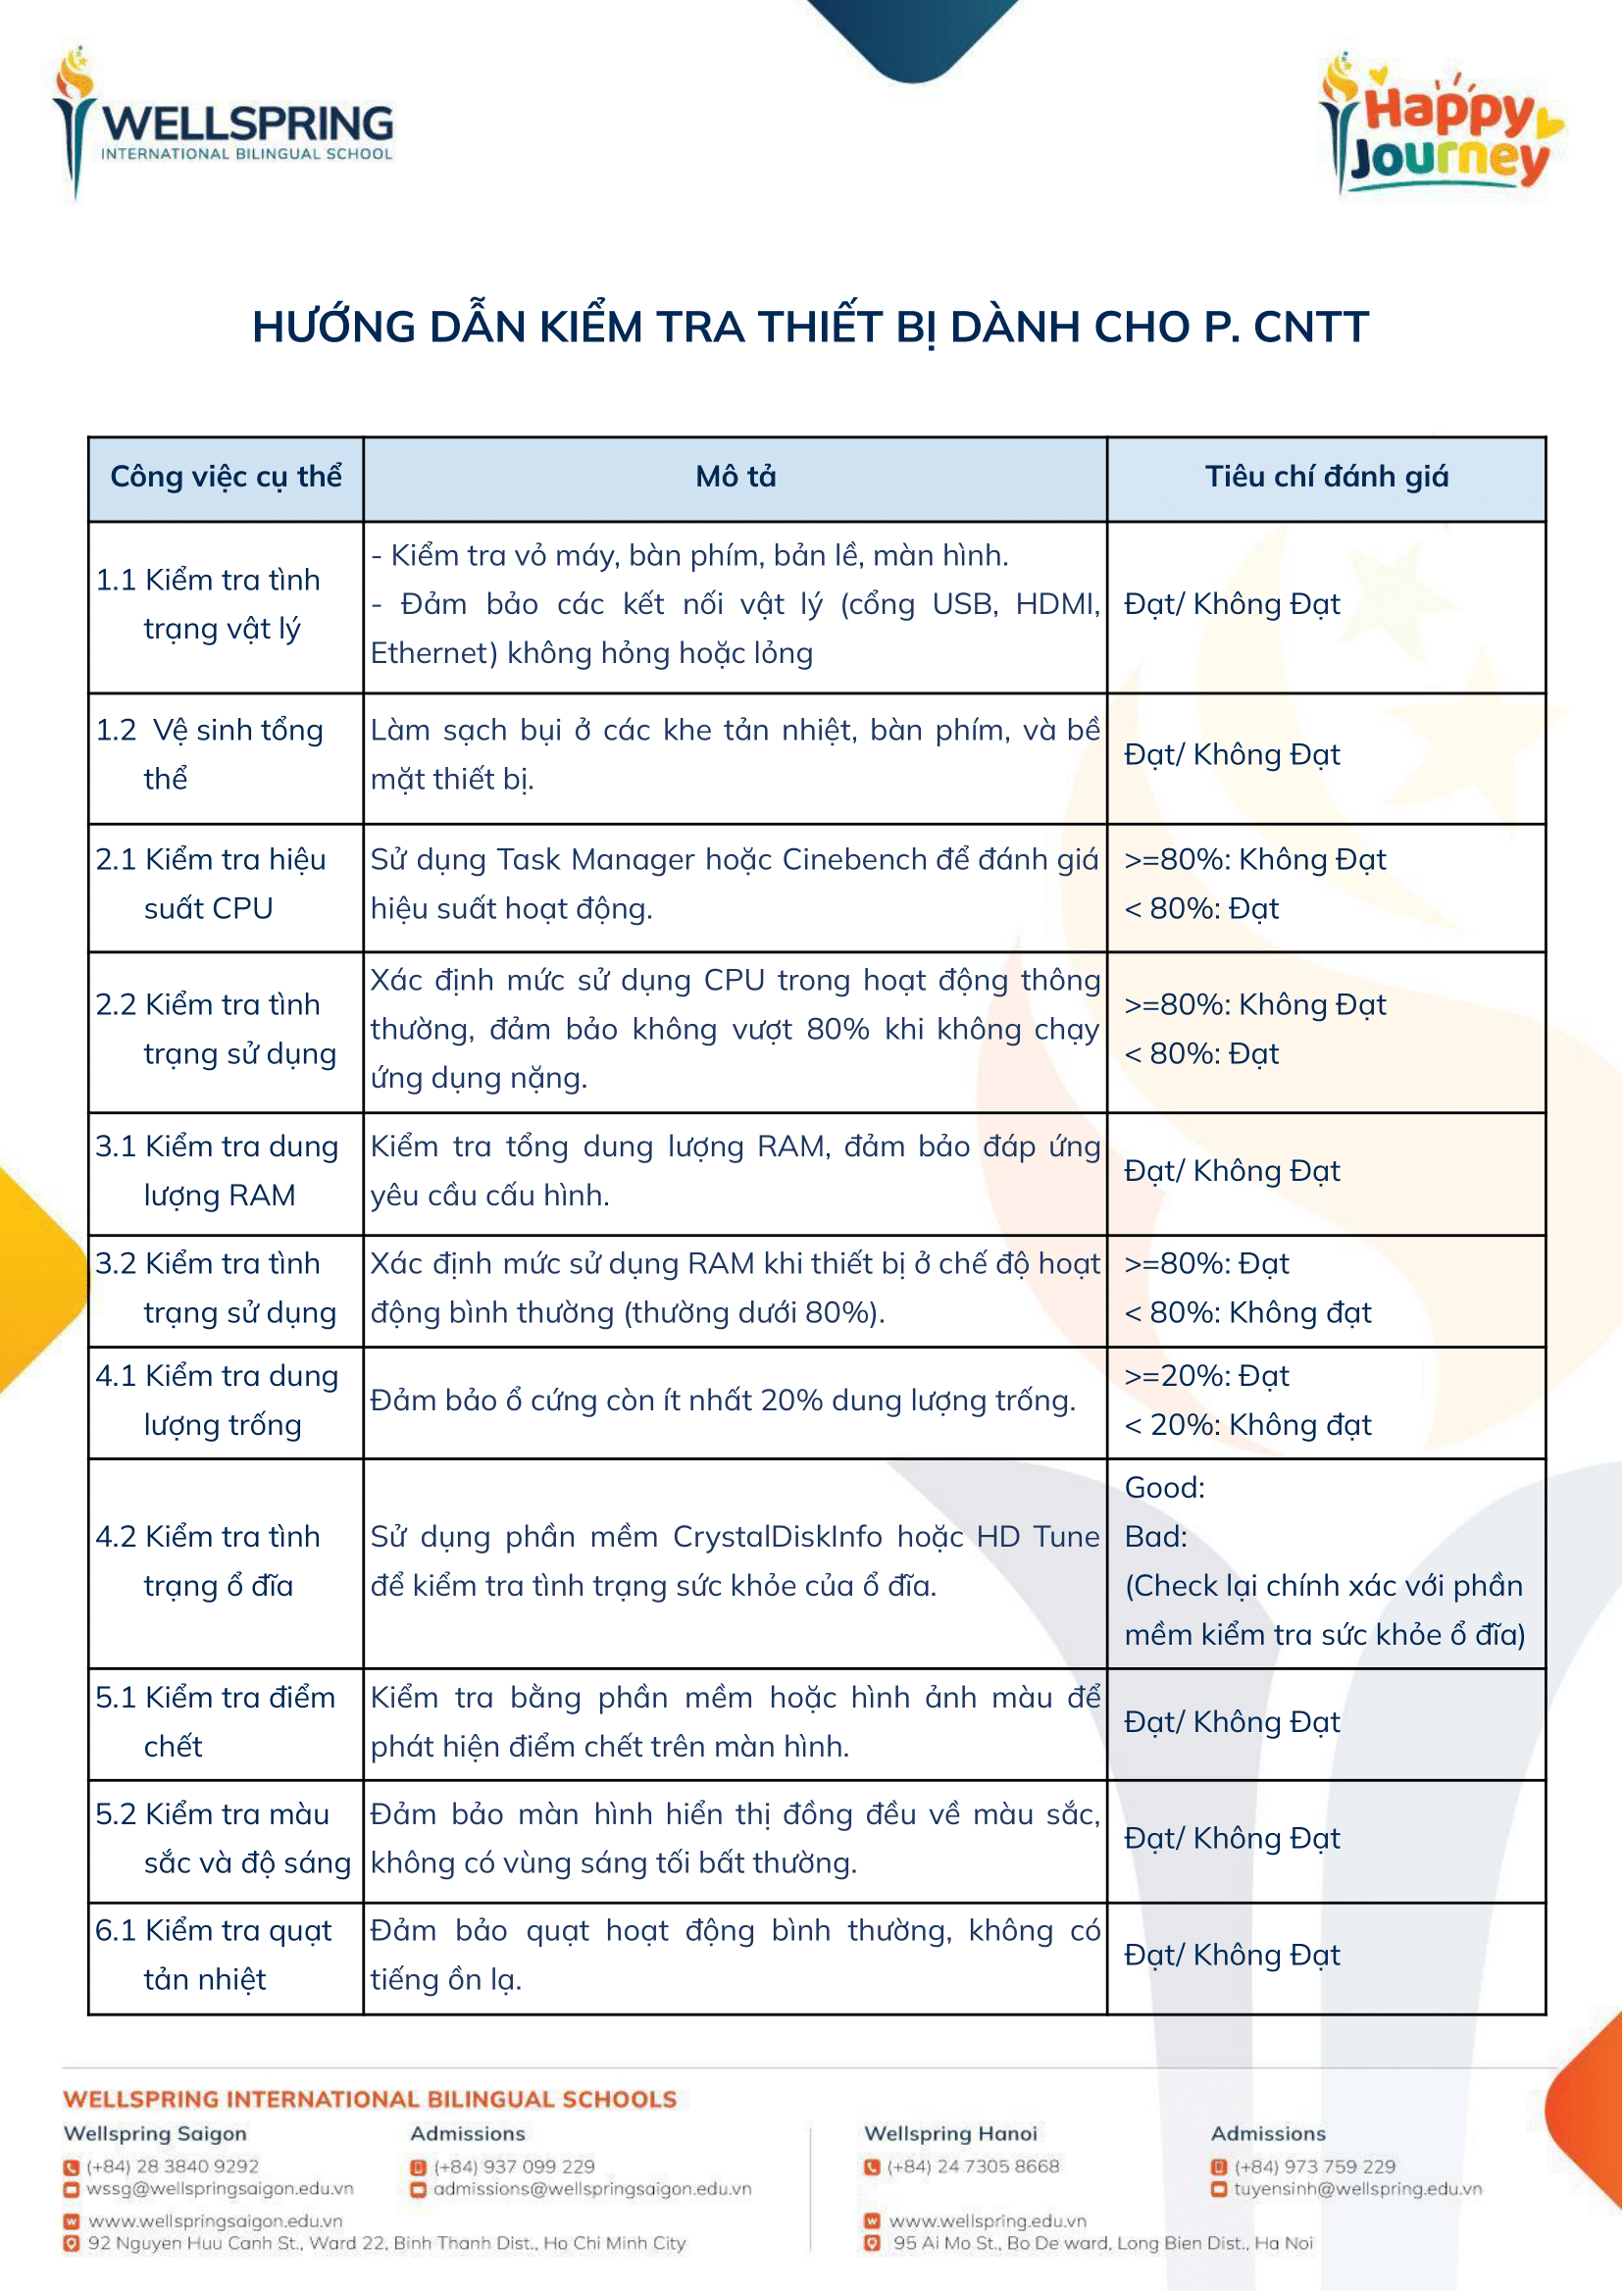 WELLSPRING
INTERNATIONAL BILINGUAL SCHOOL
Happy
Journey
HƯỚNG DẪN KIỂM TRA THIẾT BỊ DÀNH CHO P. CNTT
Công việc cụ thể
Mô tả
Tiêu chí đánh giá
1.1 Kiểm tra tình
trạng vật lý
- Kiểm tra vỏ máy, bàn phím, bản lề, màn hình.
- Đảm bảo các kết nối vật lý (cổng USB, HDMI,
Ethernet) không hỏng hoặc lỏng
Đạt/ Không Đạt
1.2 Vệ sinh tổng
thể
Làm sạch bụi ở các khe tản nhiệt, bàn phím, và bề
mặt thiết bị.
Đạt/ Không Đạt
2.1 Kiểm tra hiệu
suất CPU
Sử dụng Task Manager hoặc Cinebench để đánh giá
hiệu suất hoạt động.
>=80%: Không Đạt
< 80%: Đạt
2.2 Kiểm tra tình
trạng sử dụng
Xác định mức sử dụng CPU trong hoạt động thông
thường, đảm bảo không vượt 80% khi không chạy
ứng dụng nặng.
>=80%: Không Đạt
< 80%: Đạt
3.1 Kiểm tra dung
lượng RAM
Kiểm tra tổng dung lượng RAM, đảm bảo đáp ứng
yêu cầu cấu hình.
Đạt/ Không Đạt
3.2 Kiểm tra tình
trạng sử dụng
Xác định mức sử dụng RAM khi thiết bị ở chế độ hoạt
động bình thường (thường dưới 80%).
>=80%: Đạt
< 80%: Không đạt
4.1 Kiểm tra dung
lượng trống
Đảm bảo ổ cứng còn ít nhất 20% dung lượng trống.
>=20%: Đạt
< 20%: Không đạt
4.2 Kiểm tra tình
trạng ổ đĩa
Sử dụng phần mềm CrystalDiskInfo hoặc HD Tune
để kiểm tra tình trạng sức khỏe của ổ đĩa.
Good:
Bad:
(Check lại chính xác với phần
mềm kiểm tra sức khỏe ổ đĩa)
5.1 Kiểm tra điểm
chết
Kiểm tra bằng phần mềm hoặc hình ảnh màu để
phát hiện điểm chết trên màn hình.
Đạt/ Không Đạt
5.2 Kiểm tra màu
sắc và độ sáng
Đảm bảo màn hình hiển thị đồng đều về màu sắc,
không có vùng sáng tối bất thường.
Đạt/ Không Đạt
6.1 Kiểm tra quạt
tản nhiệt
Đảm bảo quạt hoạt động bình thường, không có
tiếng ồn lạ.
Đạt/ Không Đạt
WELLSPRING INTERNATIONAL BILINGUAL SCHOOLS
Wellspring Saigon
(+84) 28 3840 9292
wssg@wellspringsaigon.edu.vn
www.wellspringsaigon.edu.vn
92 Nguyen Huu Canh St., Ward 22, Binh Thanh Dist., Ho Chi Minh City
Admissions
(+84) 937 099 229
admissions@wellspringsaigon.edu.vn
Wellspring Hanoi
(+84) 24 7305 8668
www.wellspring.edu.vn
95 Ai Mo St., Bo De ward, Long Bien Dist., Ha Noi
Admissions
(+84) 973 759 229
tuyensinh@wellspring.edu.vn